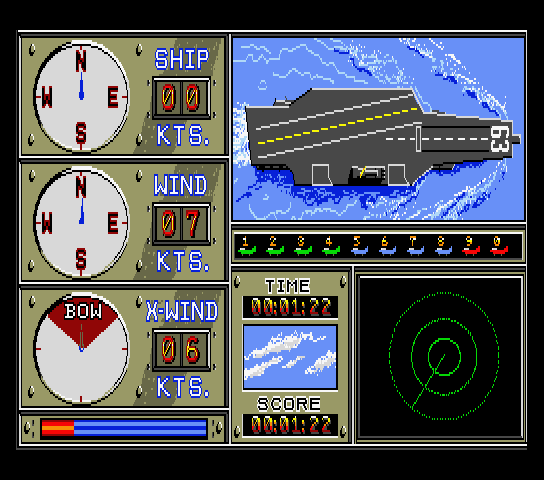 N
W E
S
SHIP
00
KTS.
N
W E
S
WIND
07
KTS.
BOW
X-WIND
06
KTS.
63
1 2 3 4 5 6 7 8 9 0
TIME
00:01:22
SCORE
00:01:22